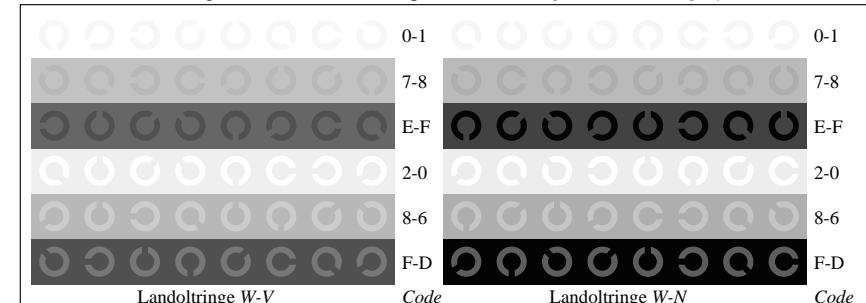 0-1 0-1
7-8 7-8
E-F E-F
2-0 2-0
8-6 8-6
F-D F-D
Landoltringe W-V Code Landoltringe W-N Code